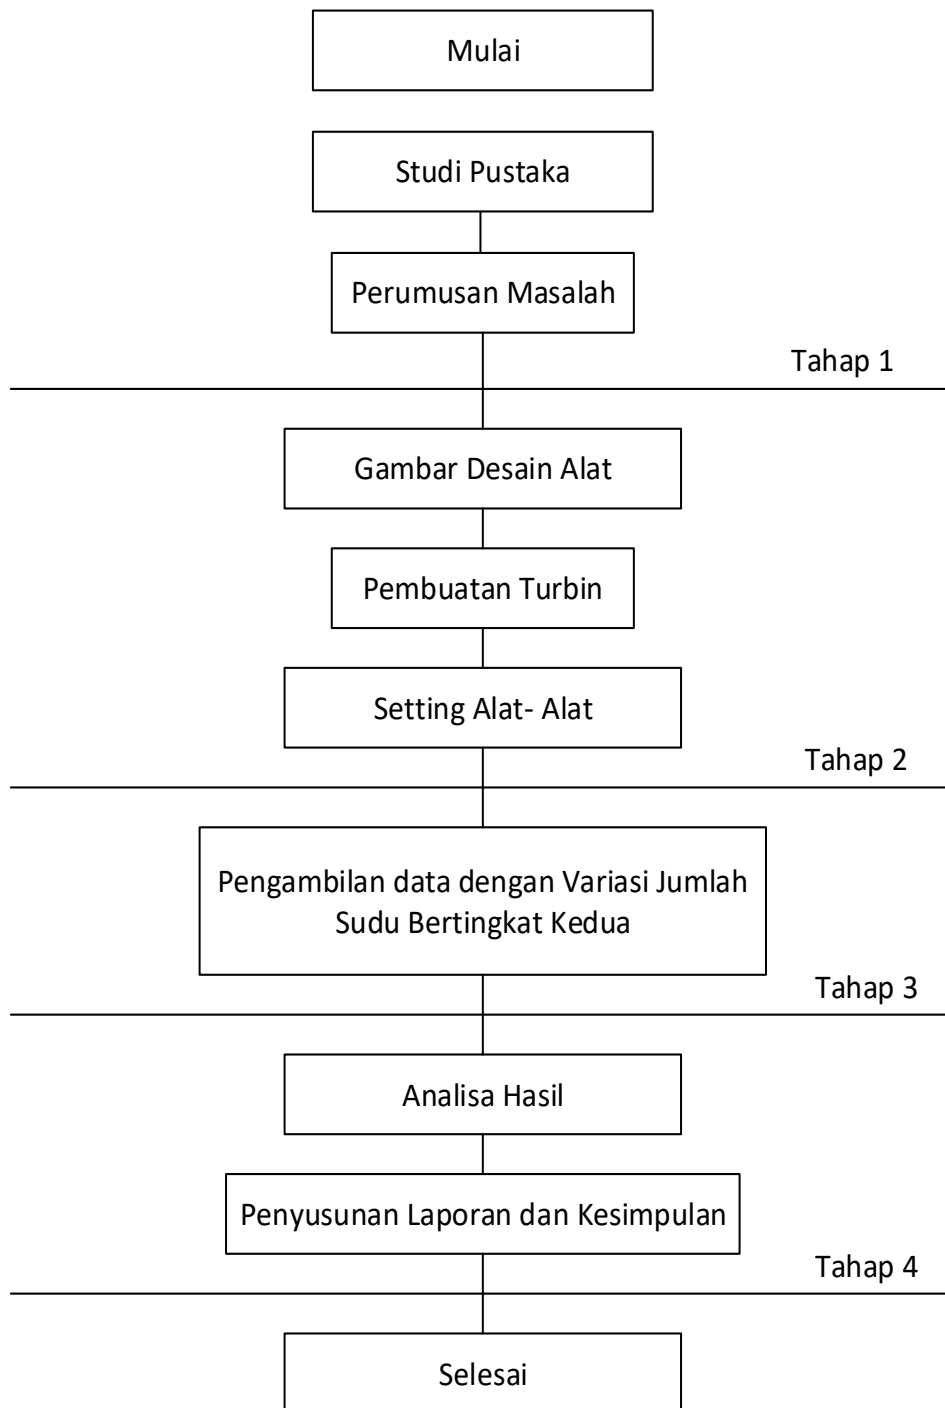 Mulai
Studi Pustaka
Perumusan Masalah
Tahap 1
Gambar Desain Alat
Pembuatan Turbin
Setting Alat- Alat
Tahap 2
Pengambilan data dengan Variasi Jumlah
Sudu Bertingkat Kedua
Tahap 3
Analisa Hasil
Penyusunan Laporan dan Kesimpulan
Tahap 4
Selesai